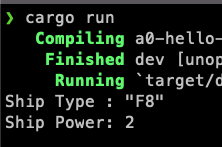 ❯ cargo run
Compiling a0-hello-
Finished dev [unop
Running `target/d
Ship Type : "F8"
Ship Power: 2